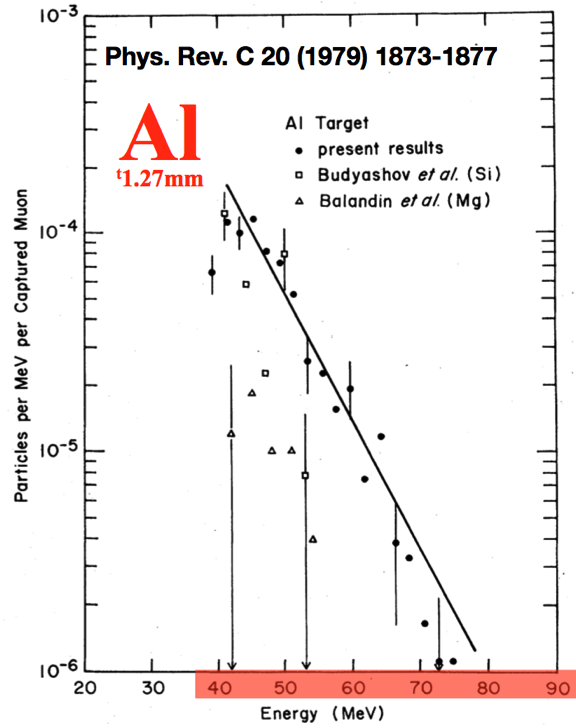 10⁻³
Phys. Rev. C 20 (1979) 1873-1877
Al
t1.27mm
Al Target
present results
Budyashov et al. (Si)
Balandin et al. (Mg)
10⁻⁴
10⁻⁵
10⁻⁶
Particles per MeV per Captured Muon
20 30 40 50 60 70 80 90
Energy (MeV)